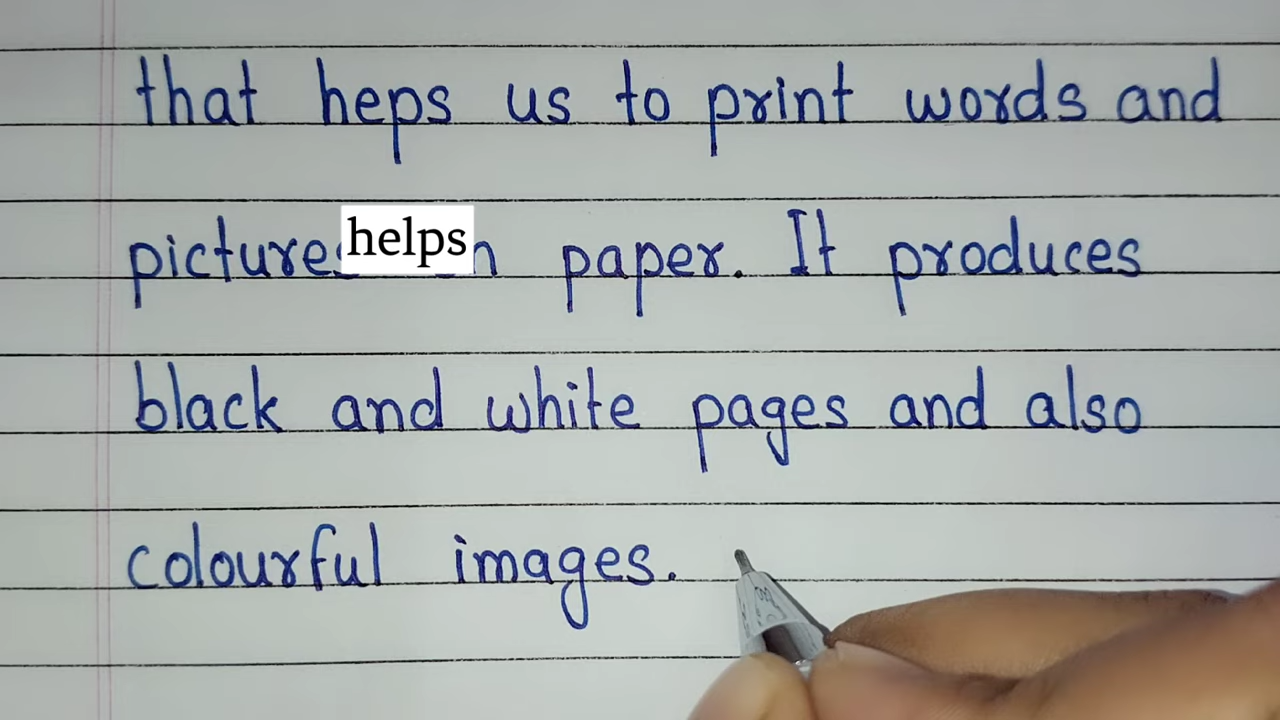 that heps us to print words and
pictures helps n paper. It produces
black and white pages and also
colourful images.